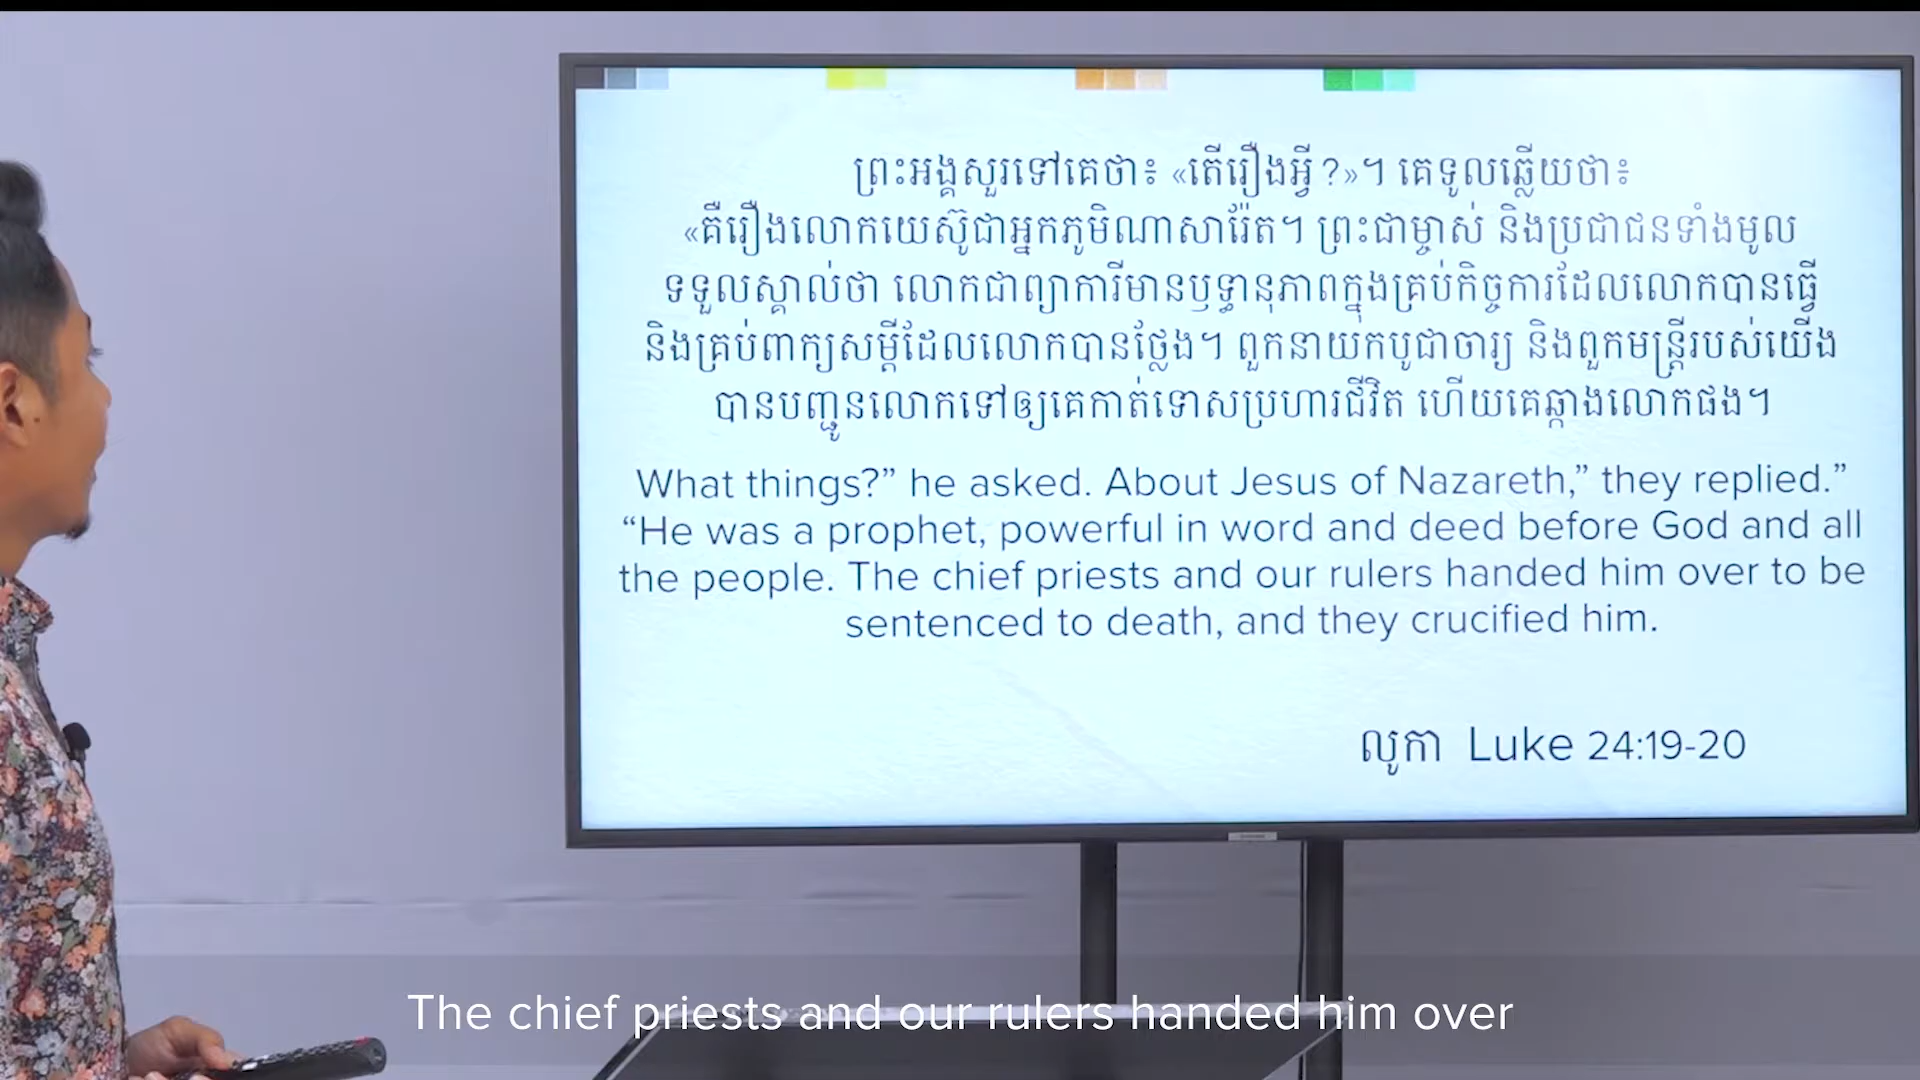 ព្រះអង្គសួរទៅគេថា៖ «តើរឿងអ្វី ?»។ គេទូលឆ្លើយថា៖
«គឺរឿងលោកយេស៊ូជាអ្នកភូមិណាសារ៉ែត។ ព្រះជាម្ចាស់ និងប្រជាជនទាំងមូល
ទទួលស្គាល់ថា លោកជាព្យាការីមានឫទ្ធានុភាពក្នុងគ្រប់កិច្ចការដែលលោកបានធ្វើ
និងគ្រប់ពាក្យសម្ដីដែលលោកបានថ្លែង។ ពួកនាយកបូជាចារ្យ និងពួកមន្ត្រីរបស់យើង
បានបញ្ជូនលោកទៅឲ្យគេកាត់ទោសប្រហារជីវិត ហើយគេឆ្កាងលោកផង។
What things?” he asked. About Jesus of Nazareth,” they replied.”
“He was a prophet, powerful in word and deed before God and all
the people. The chief priests and our rulers handed him over to be
sentenced to death, and they crucified him.
លូកា Luke 24:19-20
The chief priests and our rulers handed him over